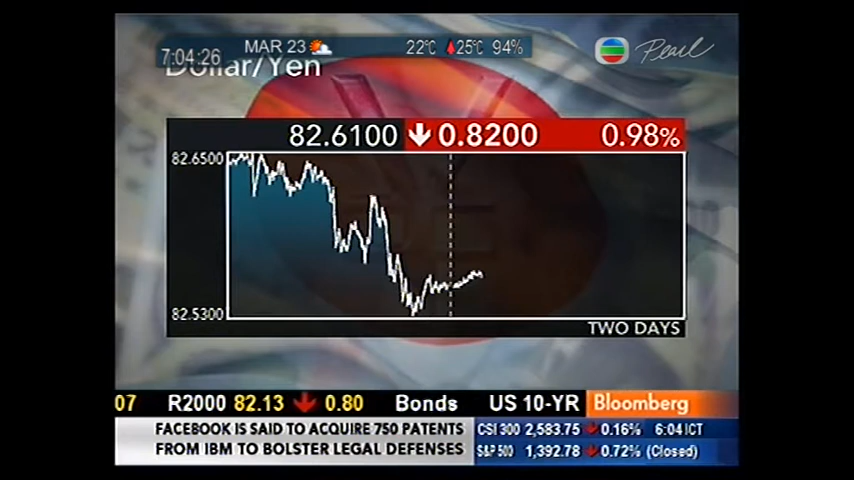 MAR 23 22°C 25°C 94%
7:04:26
Pearl
Dollar/Yen
82.6100 0.8200 0.98%
82.6500
82.5300
TWO DAYS
07 R2000 82.13 0.80 Bonds US 10-YR Bloomberg
FACEBOOK IS SAID TO ACQUIRE 750 PATENTS
FROM IBM TO BOLSTER LEGAL DEFENSES
CSI 300 2,583.75 0.16% 6:04 ICT
S&P 500 1,392.78 0.72% (Closed)